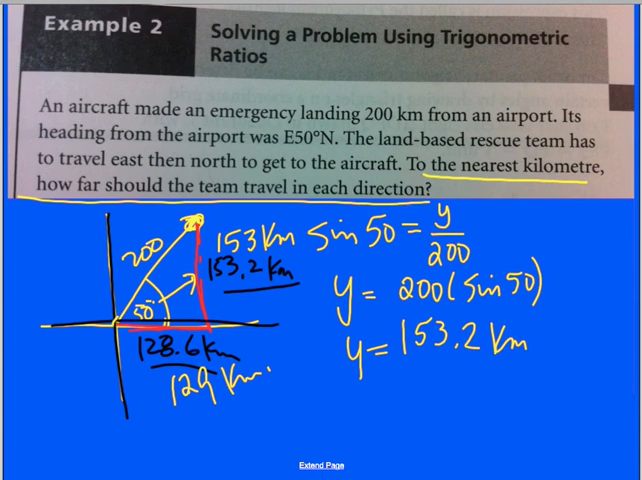 Example 2
Solving a Problem Using Trigonometric
Ratios
An aircraft made an emergency landing 200 km from an airport. Its
heading from the airport was E50°N. The land-based rescue team has
to travel east then north to get to the aircraft. To the nearest kilometre,
how far should the team travel in each direction?
200
50°
153 Km
153.2 Km
128.6 Km
129 Km.
Sin 50 = y/200
y = 200(Sin 50)
y = 153.2 Km
Extend Page